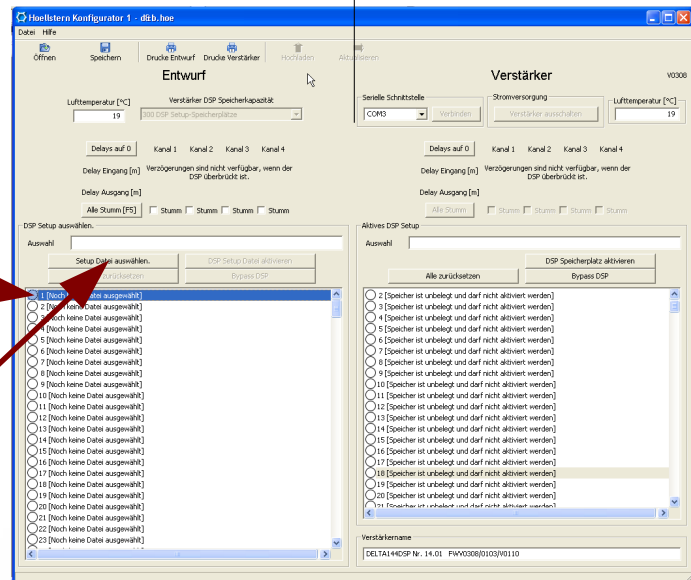 Hoellstern Konfigurator 1 - d&b.hoe
Datei Hilfe
Öffnen Speichern Drucke Entwurf Drucke Verstärker Hochladen Aktualisieren
Entwurf
Lufttemperatur [°C]
19
Verstärker DSP Speicherkapazität
300 DSP Setup-Speicherplätze
Delays auf 0 Kanal 1 Kanal 2 Kanal 3 Kanal 4
Delay Eingang [m] Verzögerungen sind nicht verfügbar, wenn der
DSP überbrückt ist.
Delay Ausgang [m]
Alle Stumm [F5] Stumm Stumm Stumm Stumm
DSP Setup auswählen.
Auswahl
Setup Datei auswählen. DSP Setup Datei aktivieren
zurücksetzen Bypass DSP
1 [Noch keine Datei ausgewählt]
2 [Noch keine Datei ausgewählt]
3 [Noch keine Datei ausgewählt]
4 [Noch keine Datei ausgewählt]
5 [Noch keine Datei ausgewählt]
6 [Noch keine Datei ausgewählt]
7 [Noch keine Datei ausgewählt]
8 [Noch keine Datei ausgewählt]
9 [Noch keine Datei ausgewählt]
10 [Noch keine Datei ausgewählt]
11 [Noch keine Datei ausgewählt]
12 [Noch keine Datei ausgewählt]
13 [Noch keine Datei ausgewählt]
14 [Noch keine Datei ausgewählt]
15 [Noch keine Datei ausgewählt]
16 [Noch keine Datei ausgewählt]
17 [Noch keine Datei ausgewählt]
18 [Noch keine Datei ausgewählt]
19 [Noch keine Datei ausgewählt]
20 [Noch keine Datei ausgewählt]
21 [Noch keine Datei ausgewählt]
22 [Noch keine Datei ausgewählt]
23 [Noch keine Datei ausgewählt]
Verstärker
V0308
Serielle Schnittstelle
COM3 Verbinden
Stromversorgung
Verstärker ausschalten
Lufttemperatur [°C]
19
Delays auf 0 Kanal 1 Kanal 2 Kanal 3 Kanal 4
Delay Eingang [m] Verzögerungen sind nicht verfügbar, wenn der
DSP überbrückt ist.
Delay Ausgang [m]
Alle Stumm Stumm Stumm Stumm Stumm
Aktives DSP Setup
Auswahl
DSP Speicherplatz aktivieren
Alle zurücksetzen Bypass DSP
2 [Speicher ist unbelegt und darf nicht aktiviert werden]
3 [Speicher ist unbelegt und darf nicht aktiviert werden]
4 [Speicher ist unbelegt und darf nicht aktiviert werden]
5 [Speicher ist unbelegt und darf nicht aktiviert werden]
6 [Speicher ist unbelegt und darf nicht aktiviert werden]
7 [Speicher ist unbelegt und darf nicht aktiviert werden]
8 [Speicher ist unbelegt und darf nicht aktiviert werden]
9 [Speicher ist unbelegt und darf nicht aktiviert werden]
10 [Speicher ist unbelegt und darf nicht aktiviert werden]
11 [Speicher ist unbelegt und darf nicht aktiviert werden]
12 [Speicher ist unbelegt und darf nicht aktiviert werden]
13 [Speicher ist unbelegt und darf nicht aktiviert werden]
14 [Speicher ist unbelegt und darf nicht aktiviert werden]
15 [Speicher ist unbelegt und darf nicht aktiviert werden]
16 [Speicher ist unbelegt und darf nicht aktiviert werden]
17 [Speicher ist unbelegt und darf nicht aktiviert werden]
18 [Speicher ist unbelegt und darf nicht aktiviert werden]
19 [Speicher ist unbelegt und darf nicht aktiviert werden]
20 [Speicher ist unbelegt und darf nicht aktiviert werden]
21 [Speicher ist unbelegt und darf nicht aktiviert werden]
Verstärkername
DELTA144DSP Nr. 14.01 FWV0308/0103/V0110